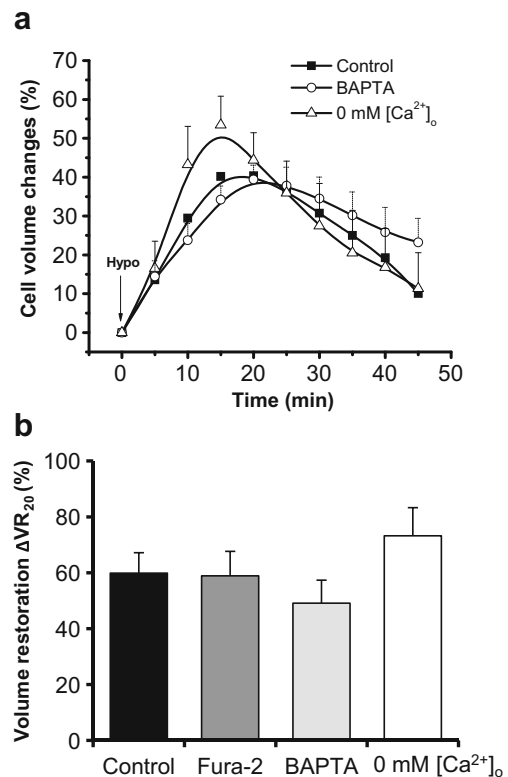 a
Cell volume changes (%)
70
60
50
40
30
20
10
0
Control
BAPTA
0 mM [Ca²⁺]ₒ
Hypo
0 10 20 30 40 50
Time (min)
b
Volume restoration ΔVR₂₀ (%)
100
80
60
40
20
0
Control Fura-2 BAPTA 0 mM [Ca²⁺]ₒ